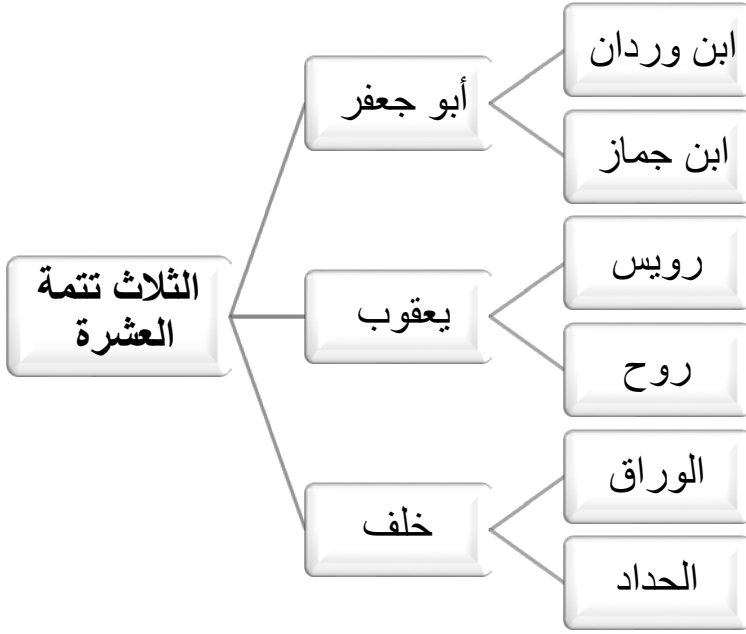 الثلاث تتمة
العشرة
أبو جعفر
ابن وردان
ابن جماز
يعقوب
رويس
روح
خلف
الوراق
الحداد